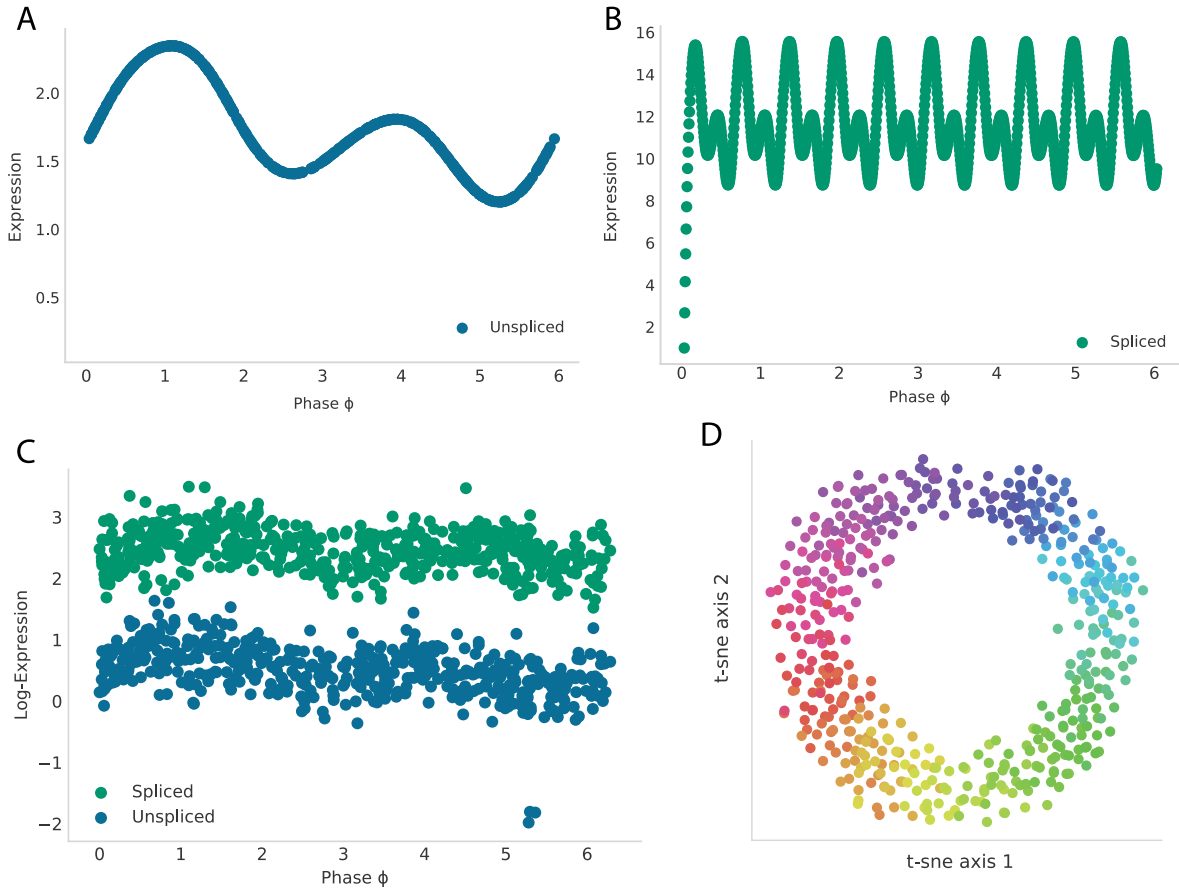 A
2.0
1.5
1.0
0.5
Expression
Unspliced
0 1 2 3 4 5 6
Phase ϕ
B
16
14
12
10
8
6
4
2
Expression
Spliced
0 1 2 3 4 5 6
Phase ϕ
C
3
2
1
0
−1
−2
Log-Expression
Spliced
Unspliced
0 1 2 3 4 5 6
Phase ϕ
D
t-sne axis 2
t-sne axis 1